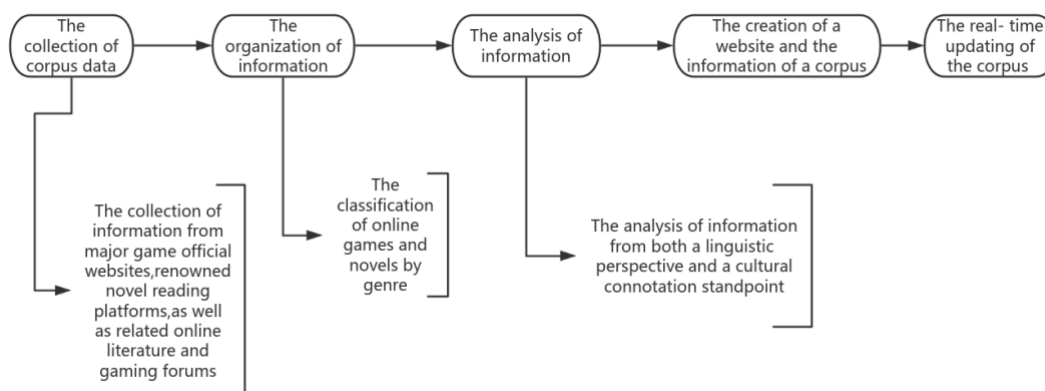 The
collection of
corpus data
The
organization of
information
The analysis of
information
The creation of a
website and the
information of a corpus
The real- time
updating of
the corpus
The collection of
information from
major game official
websites,renowned
novel reading
platforms,as well
as related online
literature and
gaming forums
The
classification
of online
games and
novels by
genre
The analysis of information
from both a linguistic
perspective and a cultural
connotation standpoint